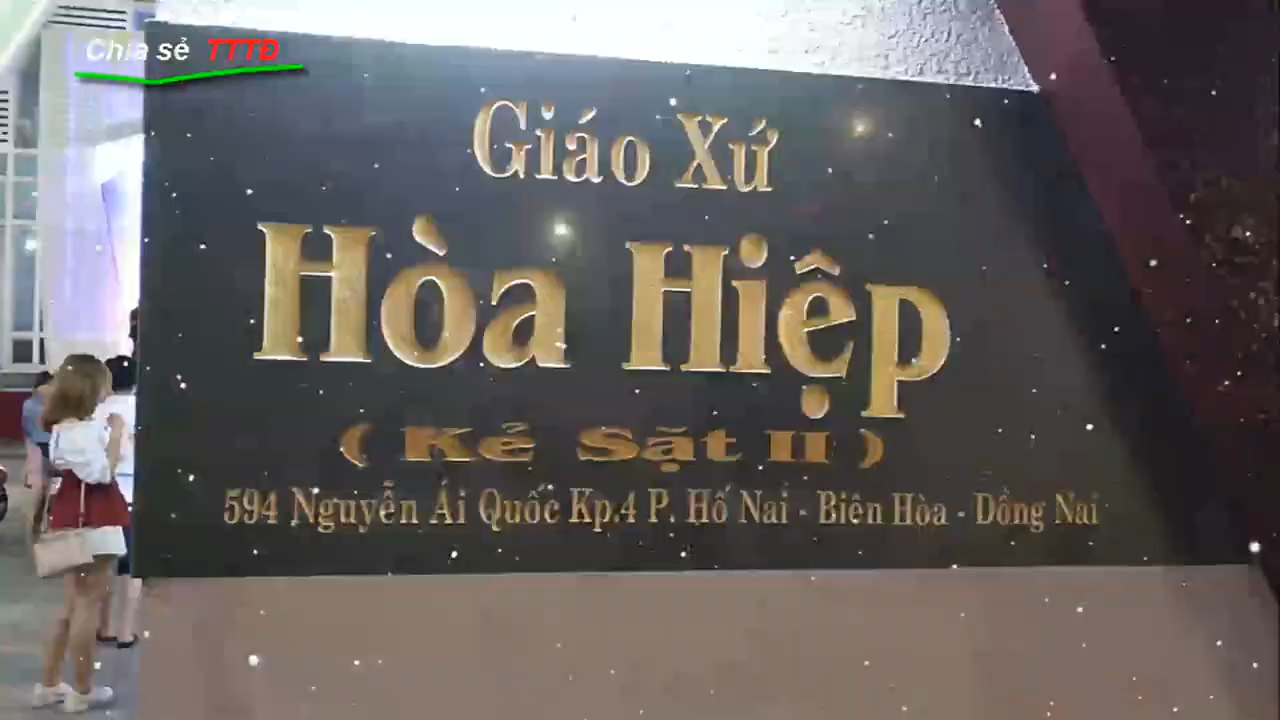 Chia sẻ TTTĐ
Giáo Xứ
Hòa Hiệp
( Kẻ Sặt II )
594 Nguyễn Ái Quốc Kp.4 P. Hố Nai - Biên Hòa - Đồng Nai